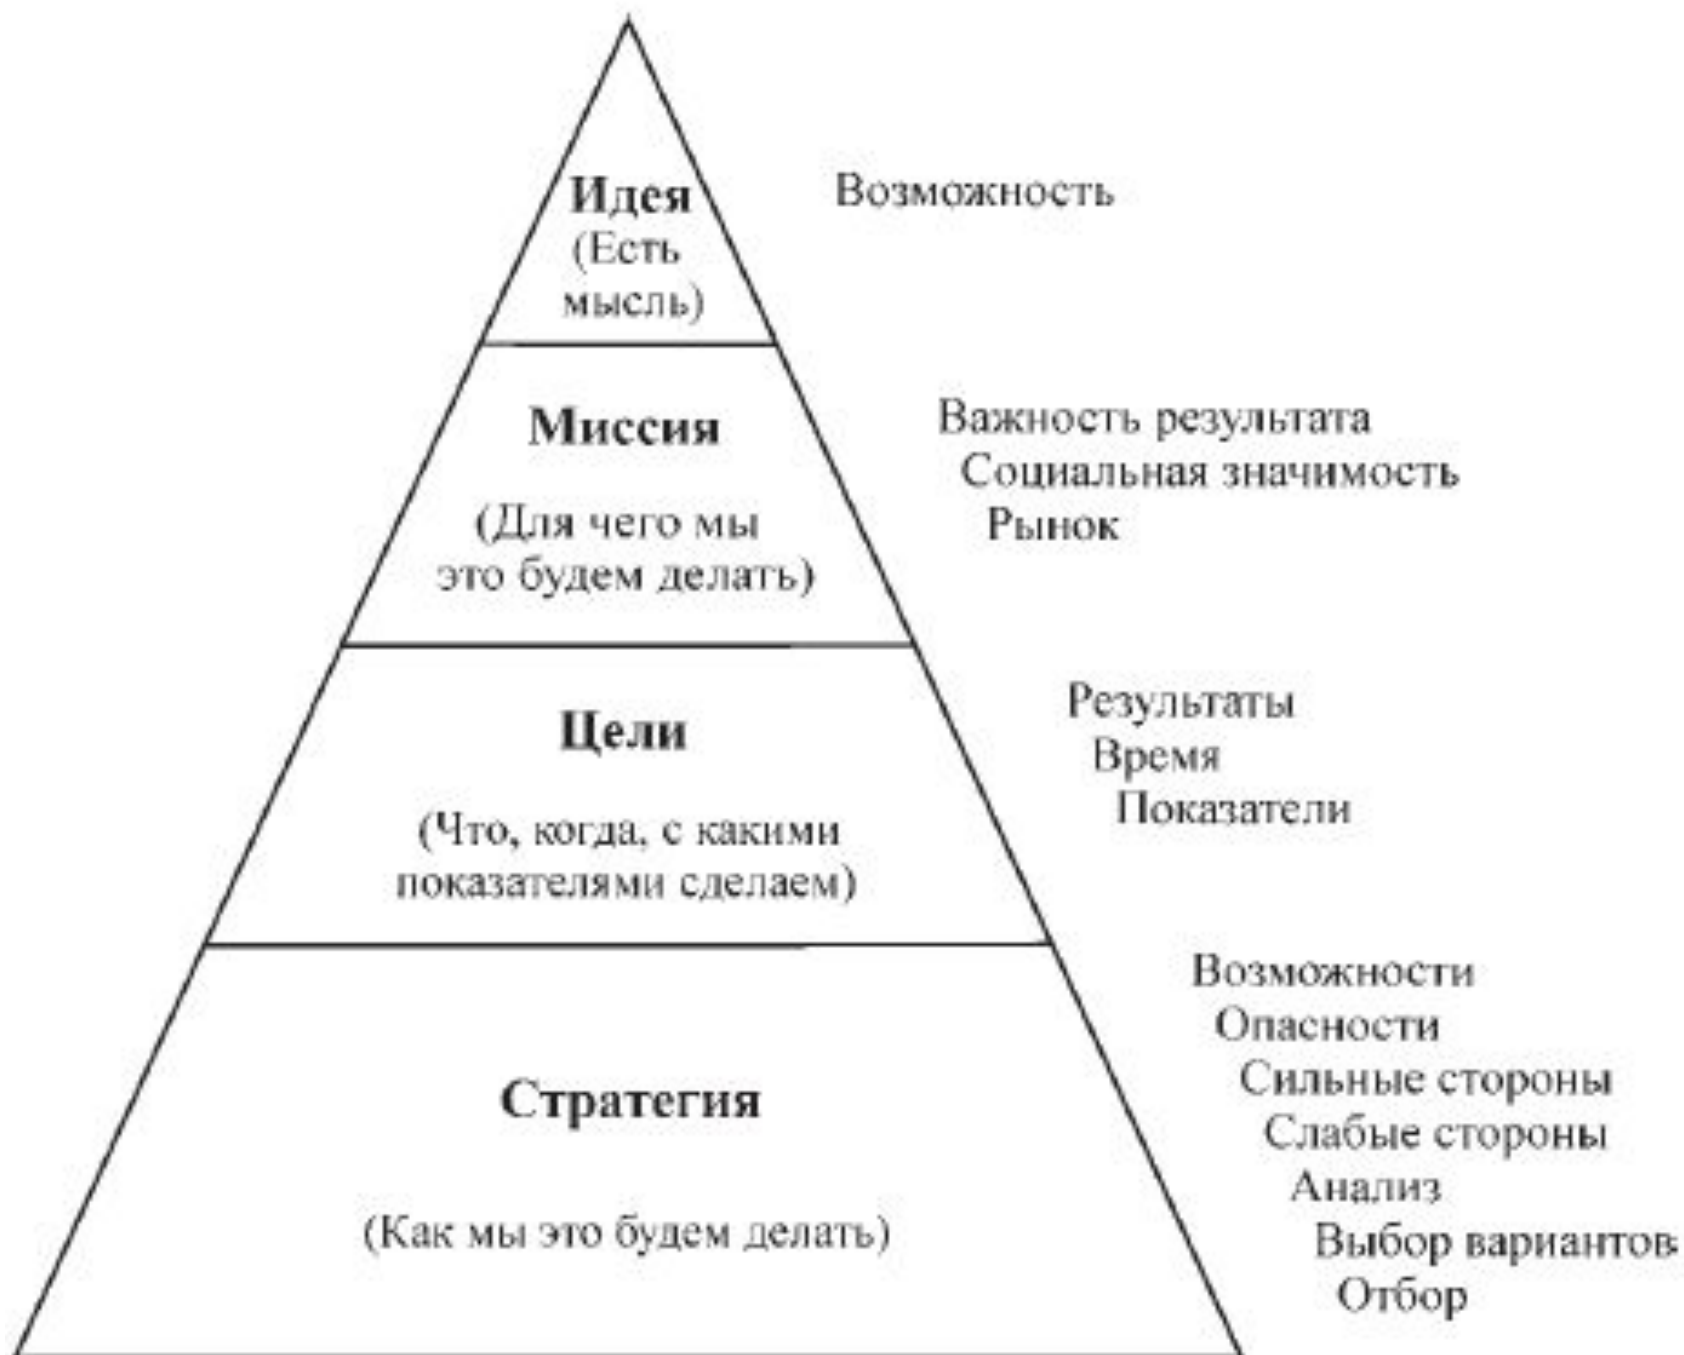 Идея
(Есть
мысль)
Возможность
Миссия
(Для чего мы
это будем делать)
Важность результата
Социальная значимость
Рынок
Цели
(Что, когда, с какими
показателями сделаем)
Результаты
Время
Показатели
Стратегия
(Как мы это будем делать)
Возможности
Опасности
Сильные стороны
Слабые стороны
Анализ
Выбор вариантов
Отбор